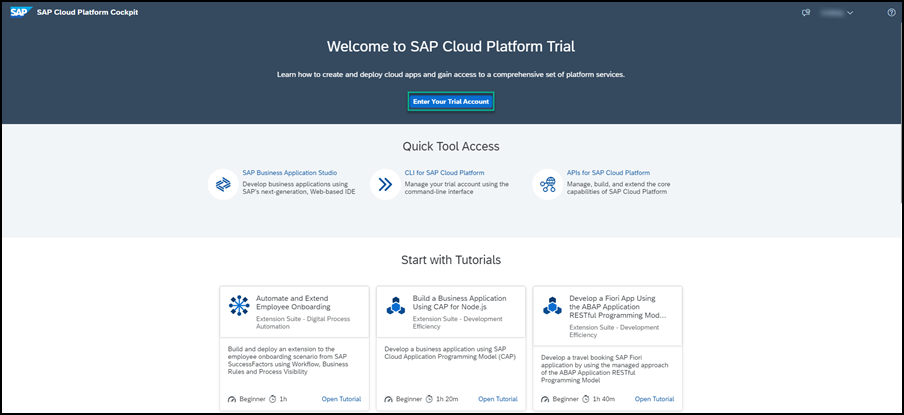 SAP SAP Cloud Platform Cockpit
Welcome to SAP Cloud Platform Trial
Learn how to create and deploy cloud apps and gain access to a comprehensive set of platform services.
Enter Your Trial Account
Quick Tool Access
SAP Business Application Studio
Develop business applications using
SAP's next-generation, Web-based IDE
CLI for SAP Cloud Platform
Manage your trial account using the
command-line interface
APIs for SAP Cloud Platform
Manage, build, and extend the core
capabilities of SAP Cloud Platform
Start with Tutorials
Automate and Extend
Employee Onboarding
Extension Suite - Digital Process
Automation
Build and deploy an extension to the
employee onboarding scenario from SAP
SuccessFactors using Workflow, Business
Rules and Process Visibility
Beginner 1h Open Tutorial
Build a Business Application
Using CAP for Node.js
Extension Suite - Development
Efficiency
Develop a business application using SAP
Cloud Application Programming Model (CAP)
Beginner 1h 20m Open Tutorial
Develop a Fiori App Using
the ABAP Application
RESTful Programming Mod...
Extension Suite - Development
Efficiency
Develop a travel booking SAP Fiori
application by using the managed approach
of the ABAP Application RESTful
Programming Model
Beginner 1h 40m Open Tutorial